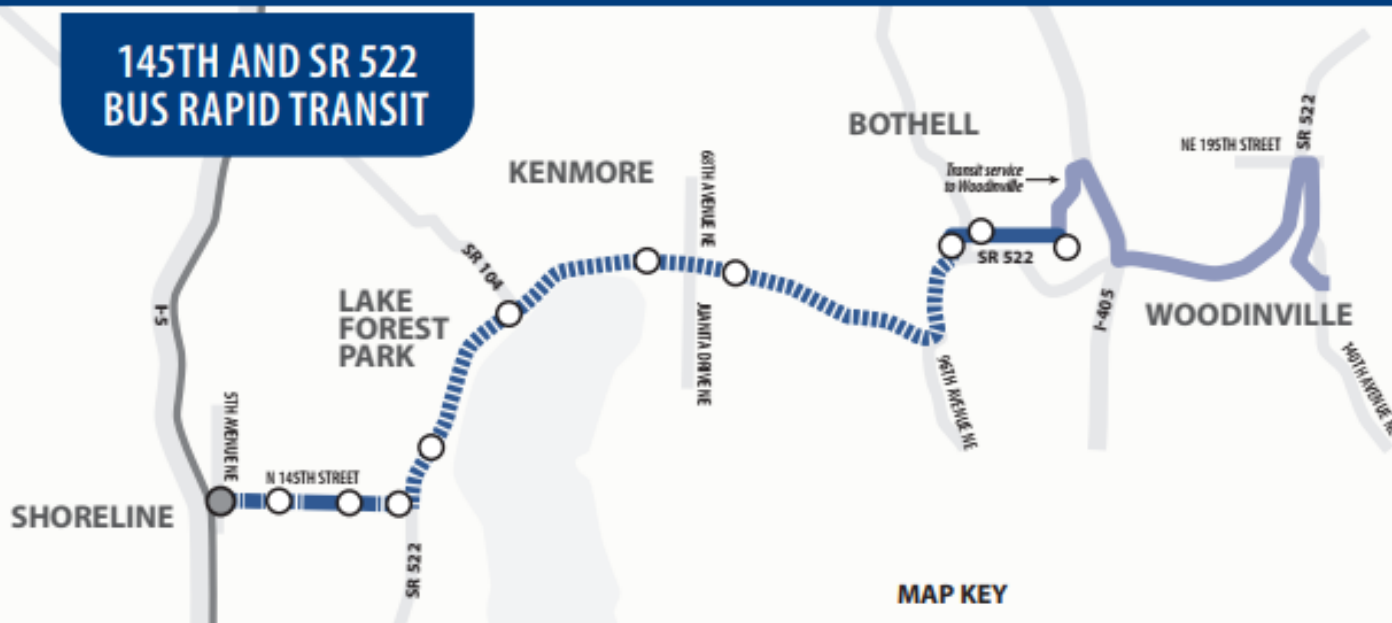 145TH AND SR 522
BUS RAPID TRANSIT
BOTHELL
SR 522
NE 195TH STREET
KENMORE
68TH AVENUE NE
Transit service
to Woodinville
SR 104
SR 522
LAKE
FOREST
PARK
I-5
JUANITA DRIVE NE
I-405
WOODINVILLE
96TH AVENUE NE
140TH AVENUE
5TH AVENUE NE
N 145TH STREET
SHORELINE
SR 522
MAP KEY